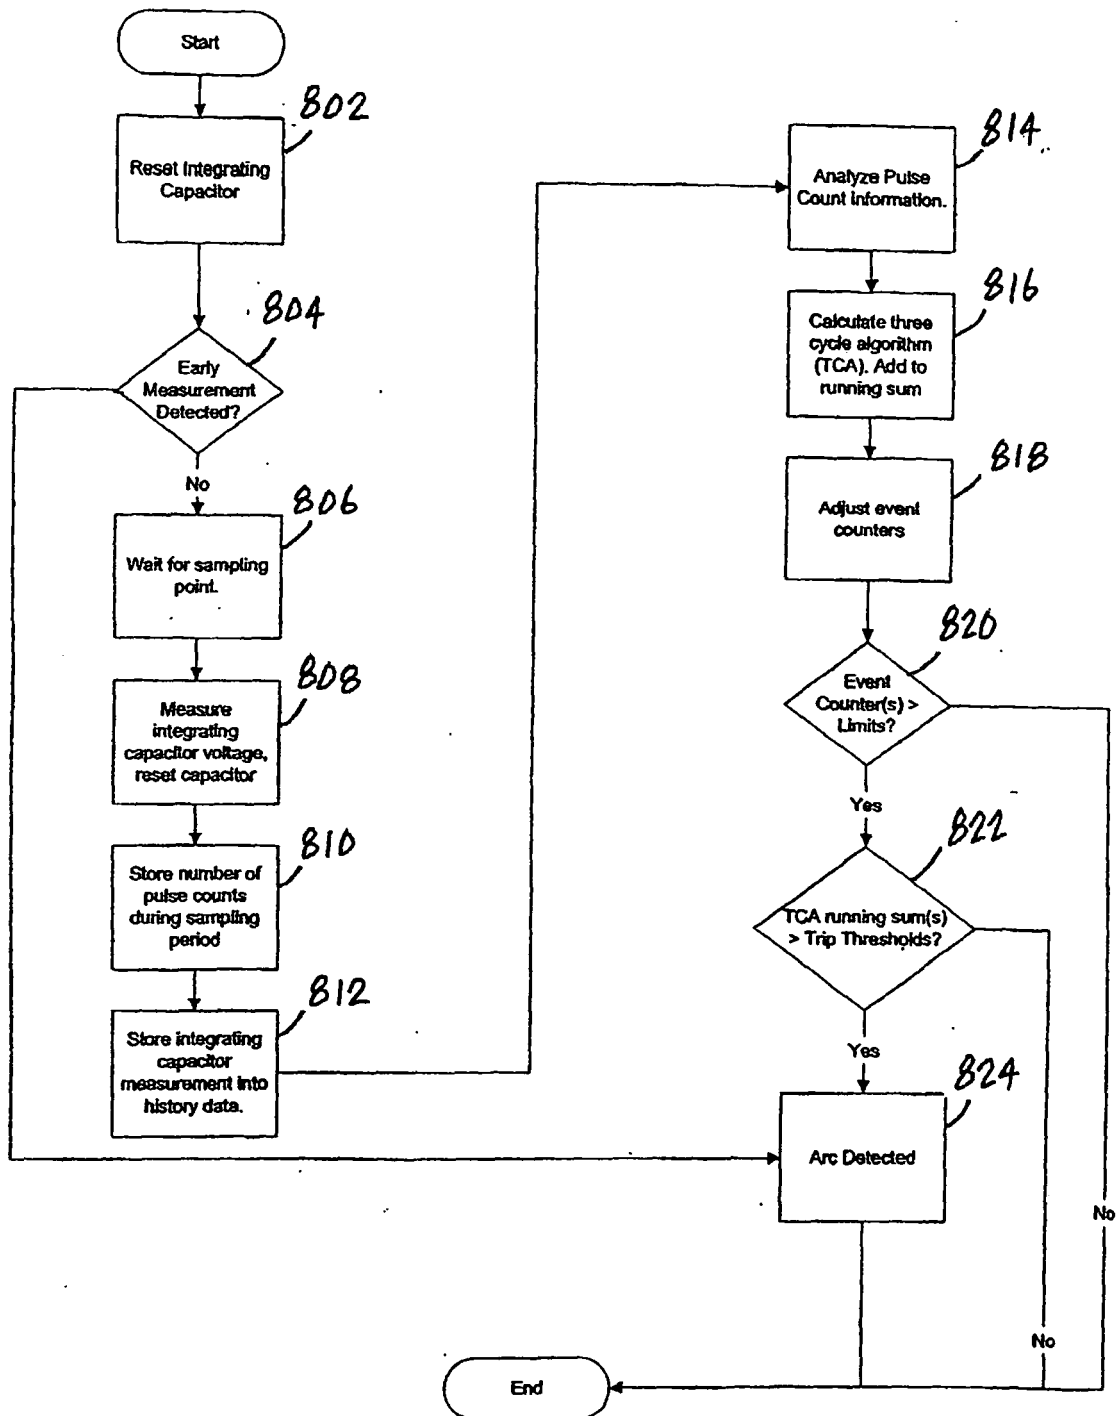 Start
802
Reset Integrating
Capacitor
804
Early
Measurement
Detected?
No
806
Wait for sampling
point.
808
Measure
integrating
capacitor voltage,
reset capacitor
810
Store number of
pulse counts
during sampling
period
812
Store integrating
capacitor
measurement into
history data.
814
Analyze Pulse
Count information.
816
Calculate three
cycle algorithm
(TCA). Add to
running sum
818
Adjust event
counters
820
Event
Counter(s) >
Limits?
Yes
822
TCA running sum(s)
> Trip Thresholds?
Yes
824
Arc Detected
No
No
End